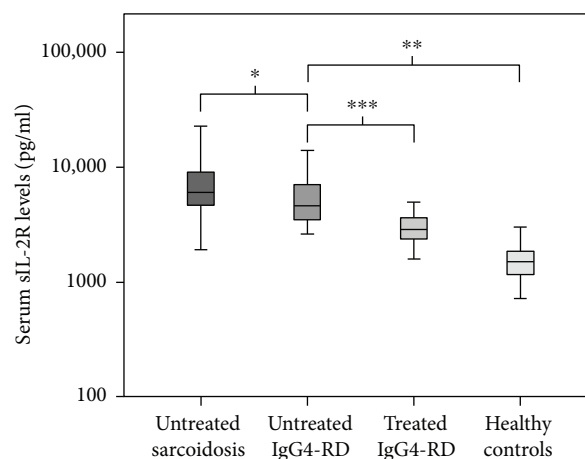 Serum sIL-2R levels (pg/ml)
100,000
10,000
1000
100
*
**
***
Untreated sarcoidosis
Untreated IgG4-RD
Treated IgG4-RD
Healthy controls